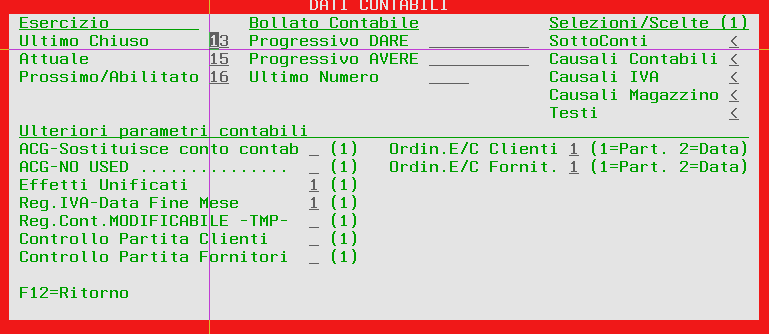 DATI CONTABILI
Esercizio Bollato Contabile Selezioni/Scelte (1)
Ultimo Chiuso 13 Progressivo DARE SottoConti <
Attuale 15 Progressivo AVERE Causali Contabili <
Prossimo/Abilitato 16 Ultimo Numero Causali IVA <
Causali Magazzino <
Testi <
Ulteriori parametri contabili
ACG-Sostituisce conto contab _ (1) Ordin.E/C Clienti 1 (1=Part. 2=Data)
ACG-NO USED ............... _ (1) Ordin.E/C Fornit. 1 (1=Part. 2=Data)
Effetti Unificati 1 (1)
Reg.IVA-Data Fine Mese 1 (1)
Reg.Cont.MODIFICABILE -TMP- _ (1)
Controllo Partita Clienti _ (1)
Controllo Partita Fornitori _ (1)
F12=Ritorno